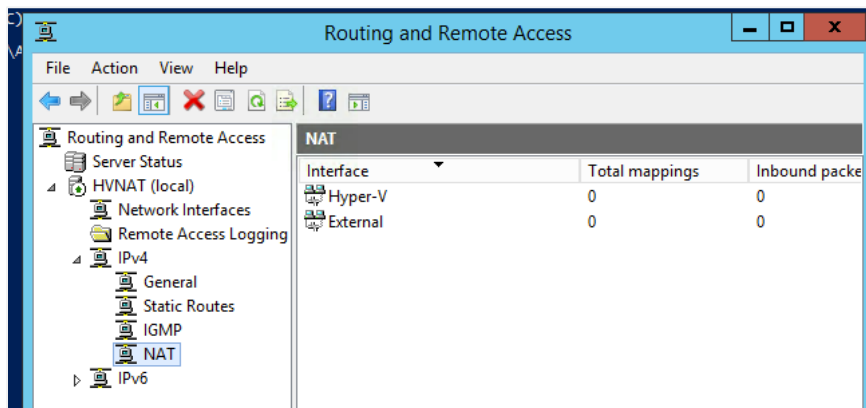 Routing and Remote Access
File Action View Help
Routing and Remote Access
Server Status
HVNAT (local)
Network Interfaces
Remote Access Logging
IPv4
General
Static Routes
IGMP
NAT
IPv6
NAT
Interface Total mappings Inbound packe
Hyper-V 0 0
External 0 0